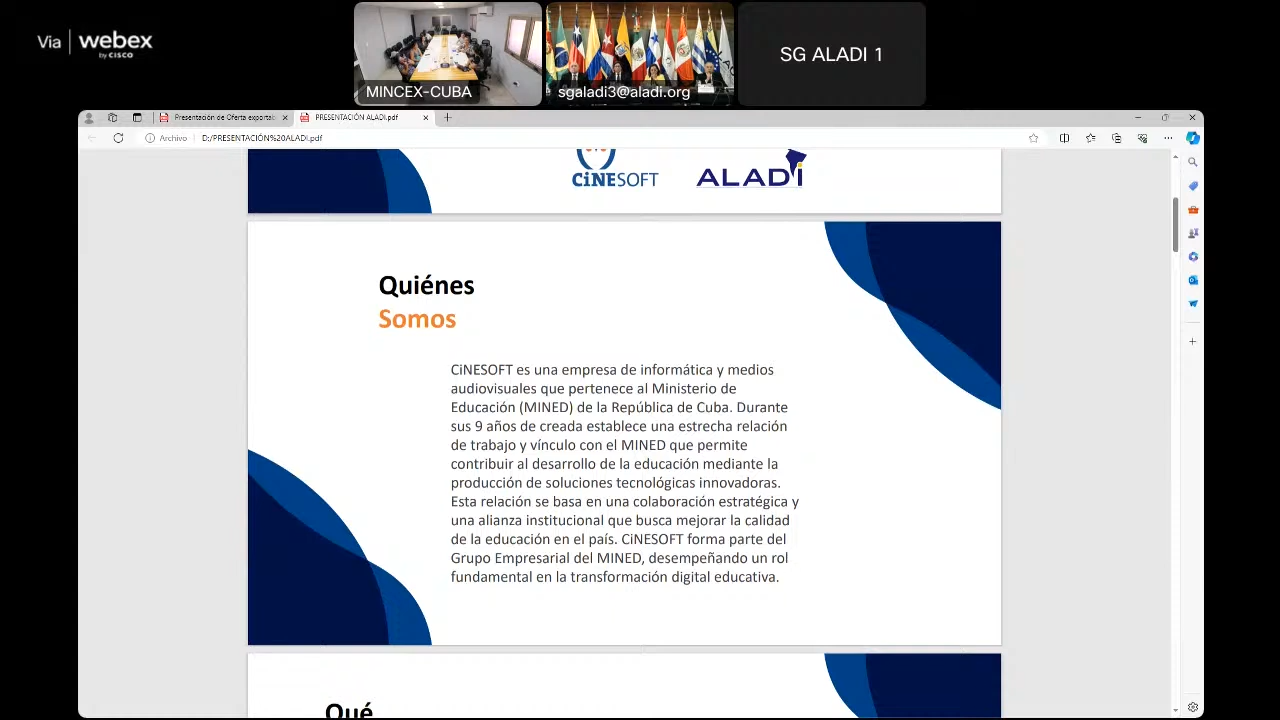 Via webex
by CISCO
MINCEX-CUBA
sgaladi3@aladi.org
SG ALADI 1
Presentación de Oferta exportab
PRESENTACIÓN ALADI.pdf
Archivo
D:/PRESENTACIÓN%20ALADI.pdf
CiNESOFT
ALADI
Quiénes
Somos
CiNESOFT es una empresa de informática y medios
audiovisuales que pertenece al Ministerio de
Educación (MINED) de la República de Cuba. Durante
sus 9 años de creada establece una estrecha relación
de trabajo y vínculo con el MINED que permite
contribuir al desarrollo de la educación mediante la
producción de soluciones tecnológicas innovadoras.
Esta relación se basa en una colaboración estratégica y
una alianza institucional que busca mejorar la calidad
de la educación en el país. CiNESOFT forma parte del
Grupo Empresarial del MINED, desempeñando un rol
fundamental en la transformación digital educativa.
Qué